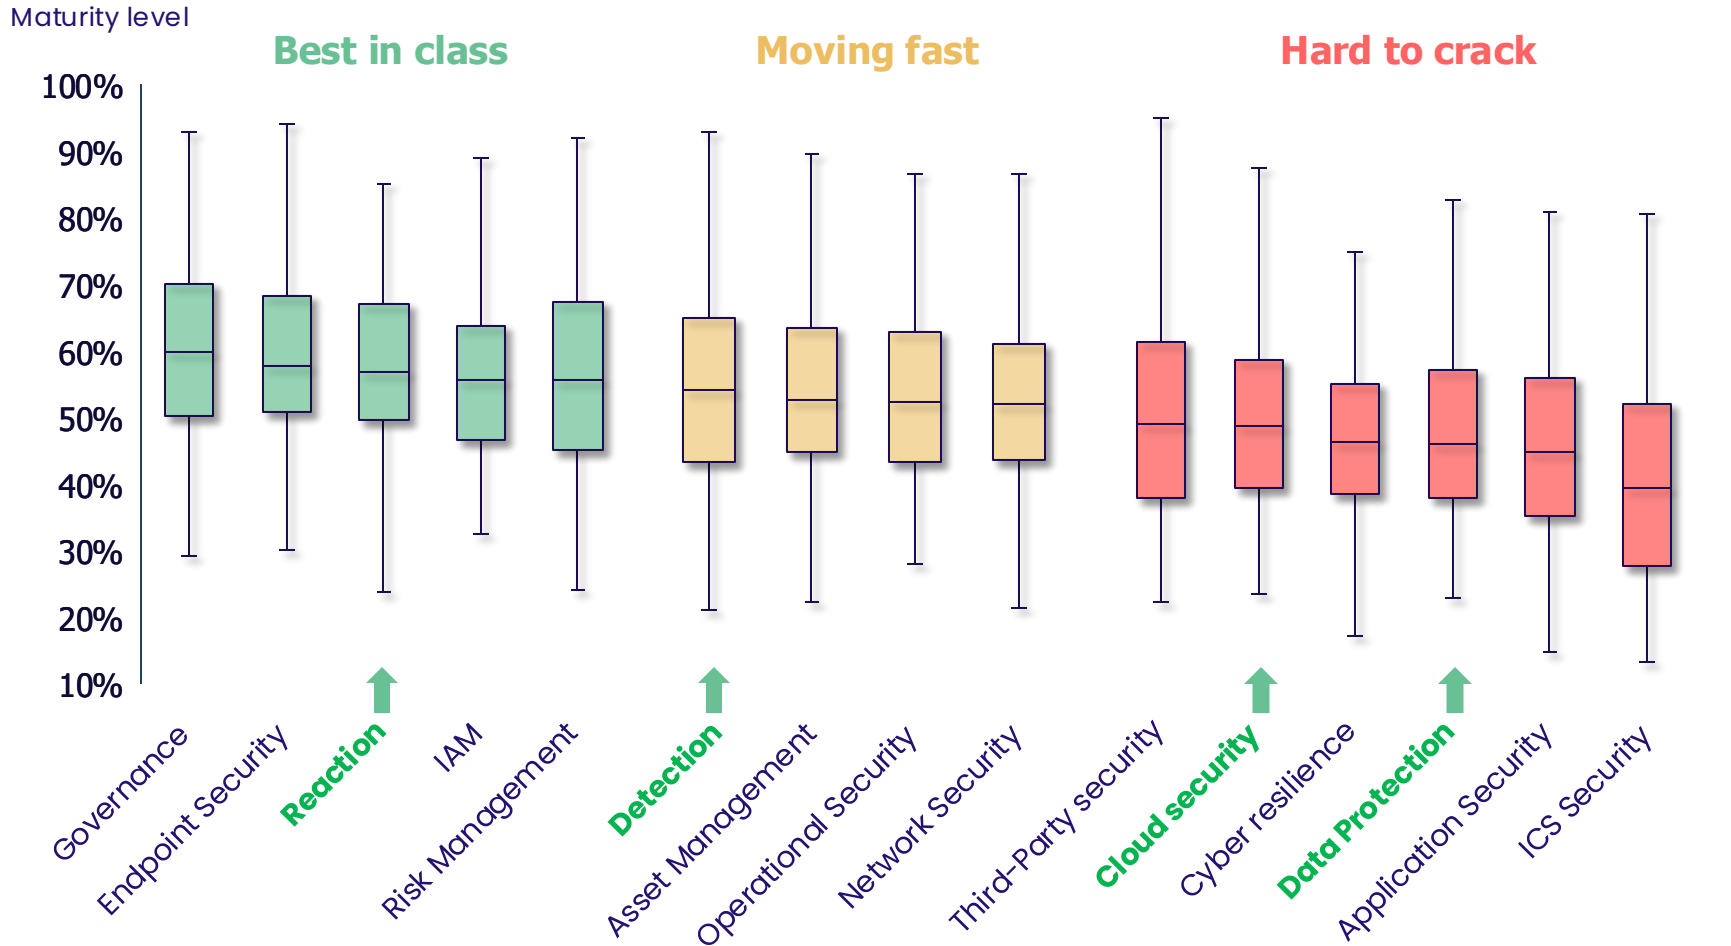 Maturity level
Best in class
Moving fast
Hard to crack
100%
90%
80%
70%
60%
50%
40%
30%
20%
10%
Governance
Endpoint Security
Reaction
IAM
Risk Management
Detection
Asset Management
Operational Security
Network Security
Third-Party security
Cloud security
Cyber resilience
Data Protection
Application Security
ICS Security